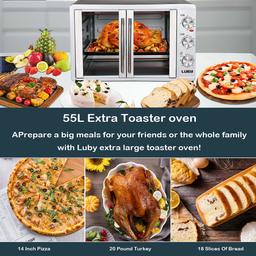 LUBY
55L Extra Toaster oven
APrepare a big meals for your friends or the whole family
with Luby extra large toaster oven!
14 Inch Pizza
20 Pound Turkey
18 Slices Of Bread